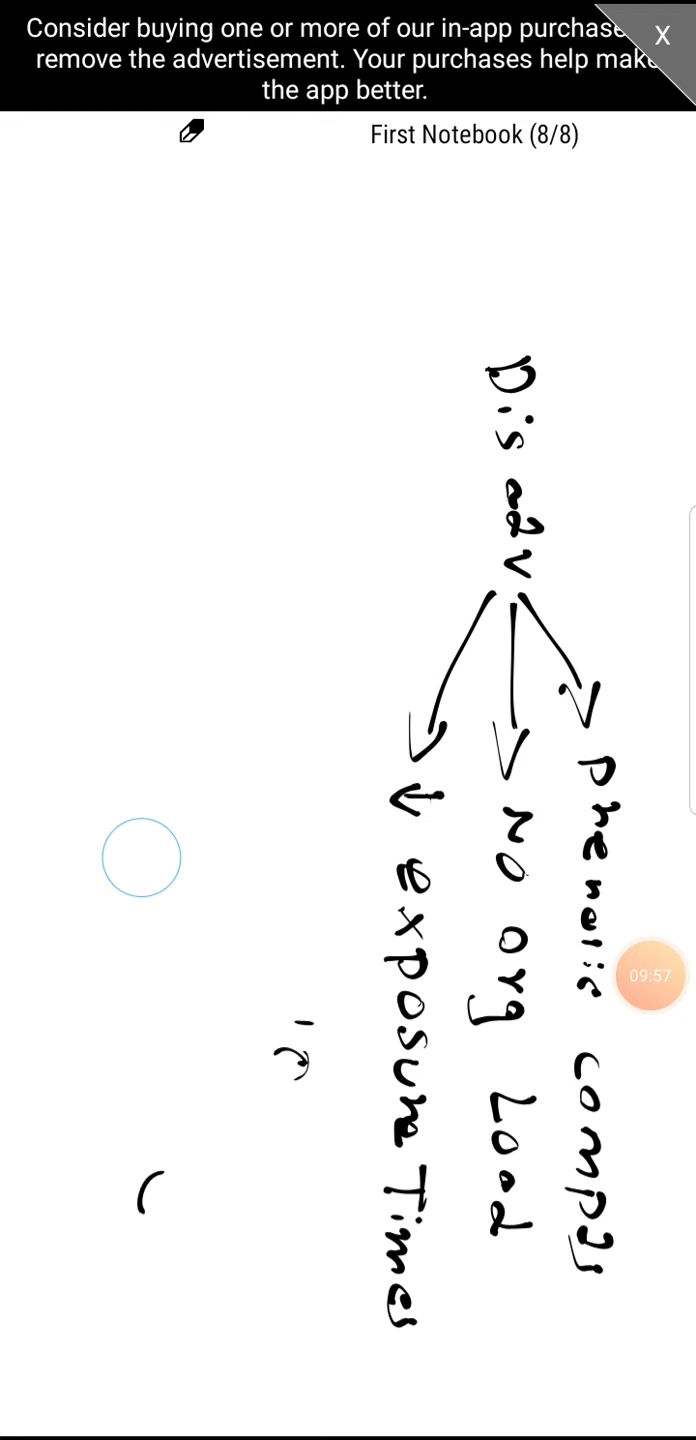 Consider buying one or more of our in-app purchase
remove the advertisement. Your purchases help make
the app better.
X
First Notebook (8/8)
Dis adv
→ Phenolic compds
→ No org Load
→ ↓ exposure Times
09:57